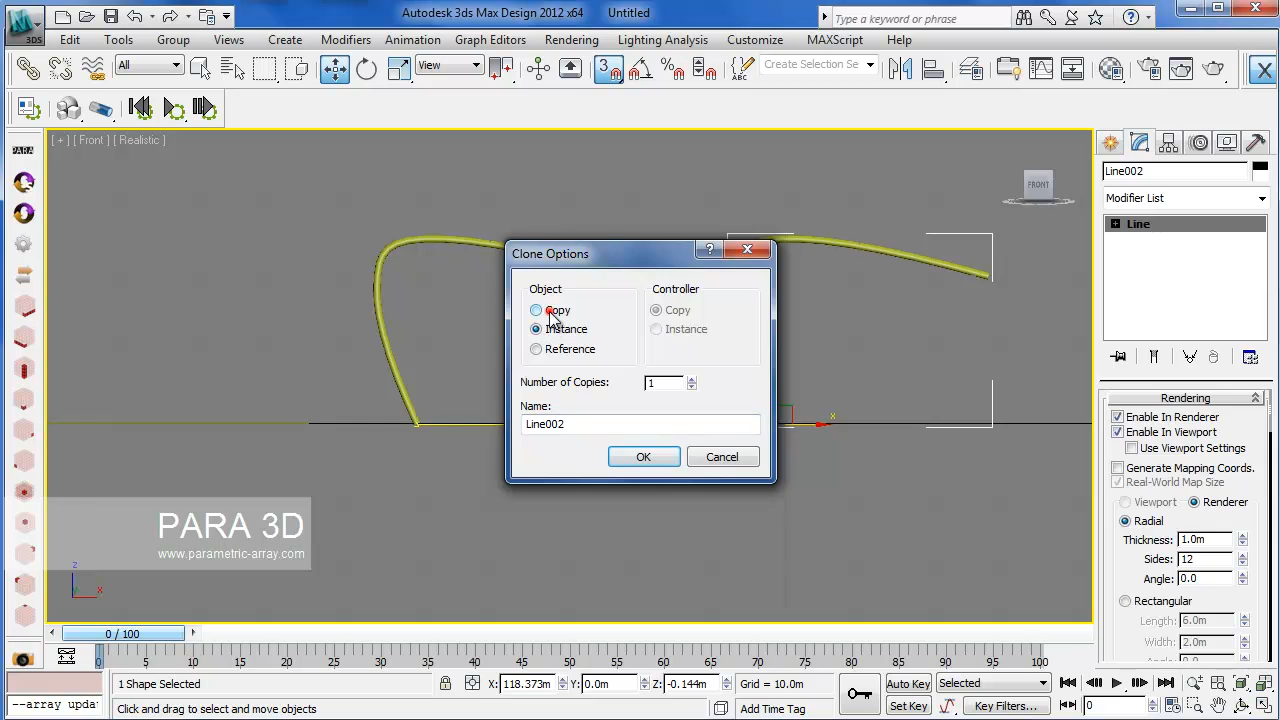 3DS
Autodesk 3ds Max Design 2012 x64 Untitled
Type a keyword or phrase
Edit Tools Group Views Create Modifiers Animation Graph Editors Rendering Lighting Analysis Customize MAXScript Help
All
View
3
%
ABC
Create Selection Se
PARA
[ + ] [ Front ] [ Realistic ]
FRONT
Line002
Modifier List
Line
Clone Options
Object
Copy
Instance
Reference
Controller
Copy
Instance
Number of Copies:
1
Name:
Line002
OK
Cancel
x
z
x
Rendering
Enable In Renderer
Enable In Viewport
Use Viewport Settings
Generate Mapping Coords.
Real-World Map Size
Viewport
Renderer
Radial
Thickness: 1.0m
Sides: 12
Angle: 0.0
Rectangular
Length: 6.0m
Width: 2.0m
PARA 3D
www.parametric-array.com
0 / 100
0 5 10 15 20 25 30 35 40 45 50 55 60 65 70 75 80 85 90 95 100
1 Shape Selected
X: 118.373m
Y: 0.0m
Z: -0.144m
Grid = 10.0m
Auto Key
Selected
--array upda
Click and drag to select and move objects
Add Time Tag
Set Key
Key Filters...
0